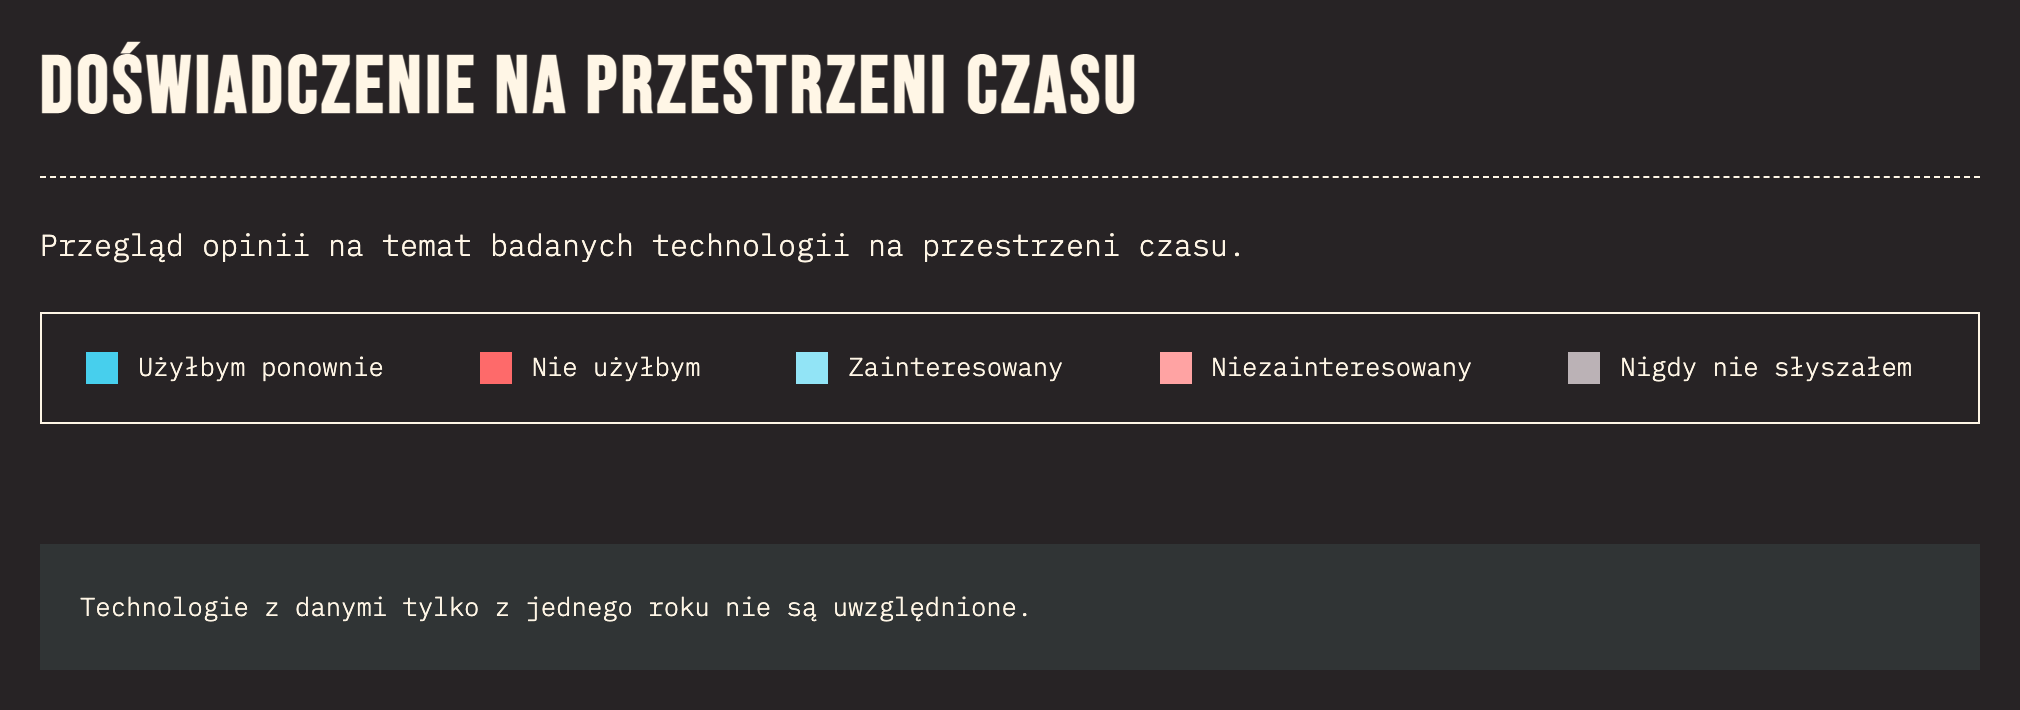 DOŚWIADCZENIE NA PRZESTRZENI CZASU
Przegląd opinii na temat badanych technologii na przestrzeni czasu.
Użyłbym ponownie Nie użyłbym Zainteresowany Niezainteresowany Nigdy nie słyszałem
Technologie z danymi tylko z jednego roku nie są uwzględnione.